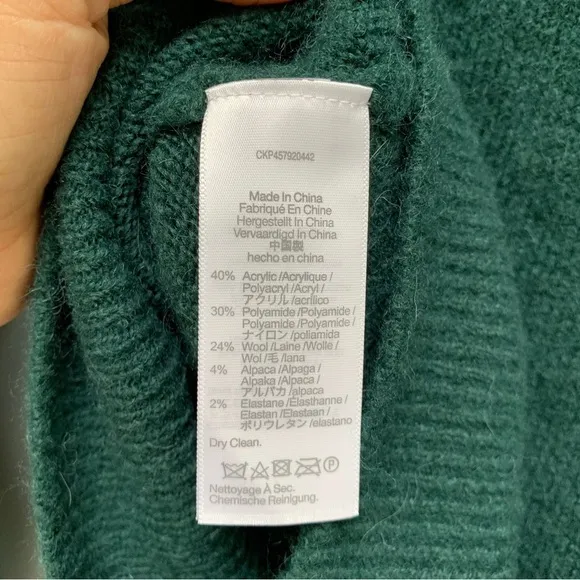 CKP457920442
Made In China
Fabriqué En Chine
Hergestellt In China
Vervaardigd In China
中国製
hecho en china
40% Acrylic /Acrylique /
Polyacryl /Acryl /
アクリル /acrílico
30% Polyamide /Polyamide /
Polyamide /Polyamide /
ナイロン /poliamida
24% Wool /Laine /Wolle /
Wol /毛 /lana
4% Alpaca /Alpaga /
Alpaka /Alpaca /
アルパカ /alpaca
2% Elastane /Élasthanne /
Elastan /Elastaan /
ポリウレタン /elastano
Dry Clean.
P
Nettoyage À Sec.
Chemische Reinigung.